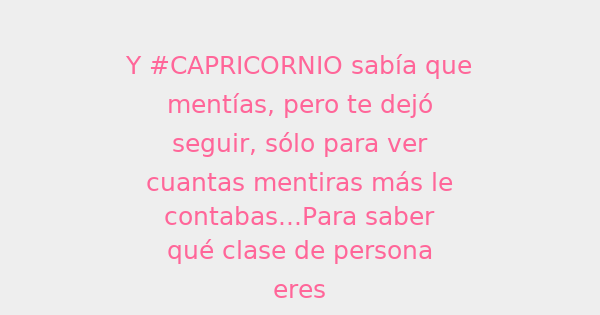 Y #CAPRICORNIO sabía que
mentías, pero te dejó
seguir, sólo para ver
cuantas mentiras más le
contabas...Para saber
qué clase de persona
eres